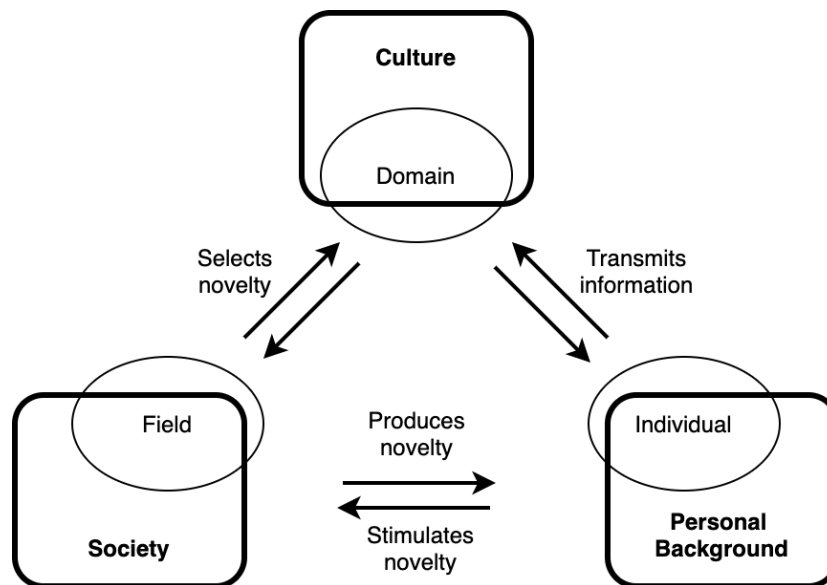 Culture
Domain
Selects
novelty
Transmits
information
Field
Produces
novelty
Individual
Society
Stimulates
novelty
Personal
Background